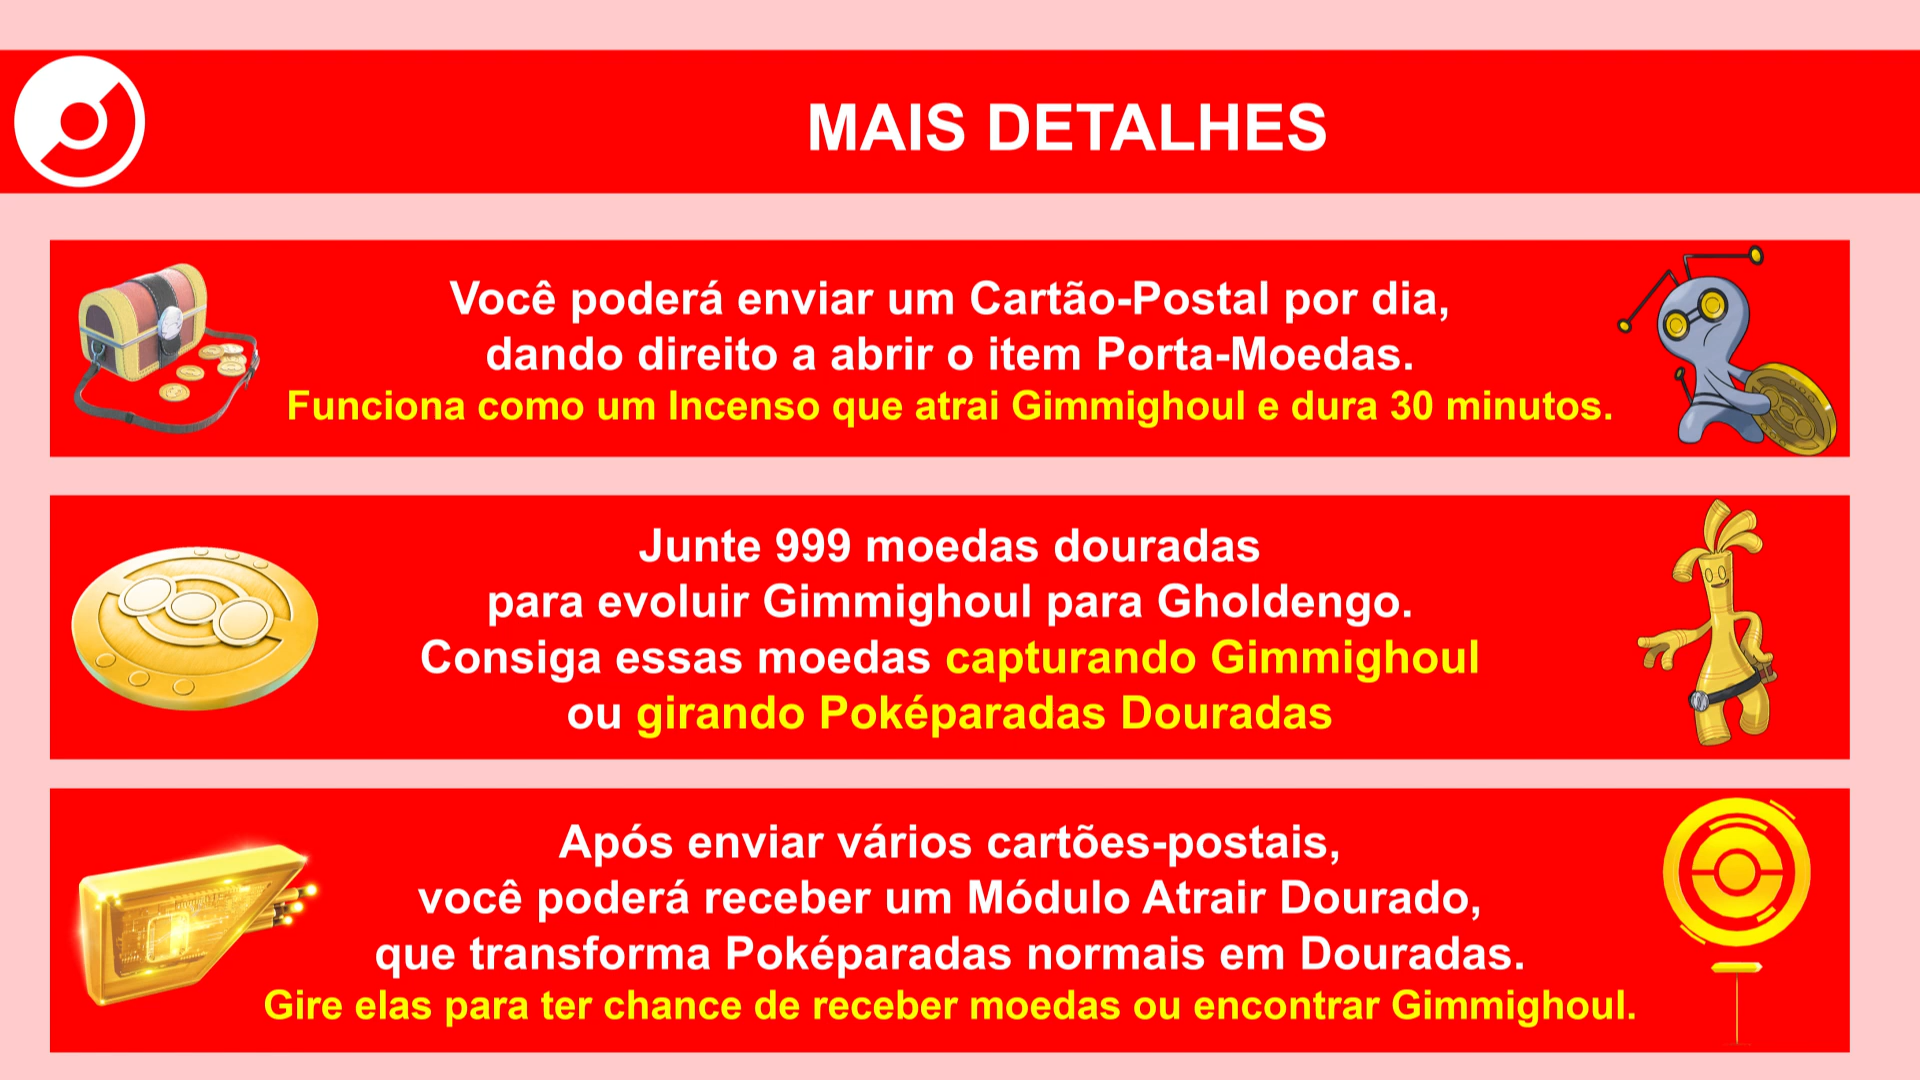 MAIS DETALHES
Você poderá enviar um Cartão-Postal por dia,
dando direito a abrir o item Porta-Moedas.
Funciona como um Incenso que atrai Gimmighoul e dura 30 minutos.
Junte 999 moedas douradas
para evoluir Gimmighoul para Gholdengo.
Consiga essas moedas capturando Gimmighoul
ou girando Poképaradas Douradas
Após enviar vários cartões-postais,
você poderá receber um Módulo Atrair Dourado,
que transforma Poképaradas normais em Douradas.
Gire elas para ter chance de receber moedas ou encontrar Gimmighoul.